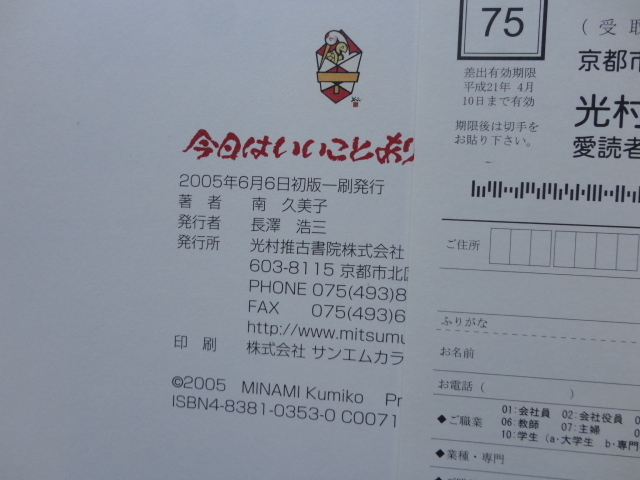 今日はいいことあり
2005年6月6日初版一刷発行
著　者　南　久美子
発行者　長澤　浩三
発行所　光村推古書院株式会社
603-8115 京都市北区
PHONE 075(493)8
FAX　075(493)6
http://www.mitsumu
印　刷　株式会社 サンエムカラ
©2005　MINAMI Kumiko　Pr
ISBN4-8381-0353-0 C0071
75
差出有効期限
平成21年 4月
10日まで有効
期限後は切手を
お貼り下さい。
（受取
京都市
光村
愛読者
ご住所
ふりがな
お名前
お電話（　　　　）
◆ご職業
01:会社員　02:会社役員
06:教師　07:主婦
10:学生（a･大学生　b･専門
◆業種・専門